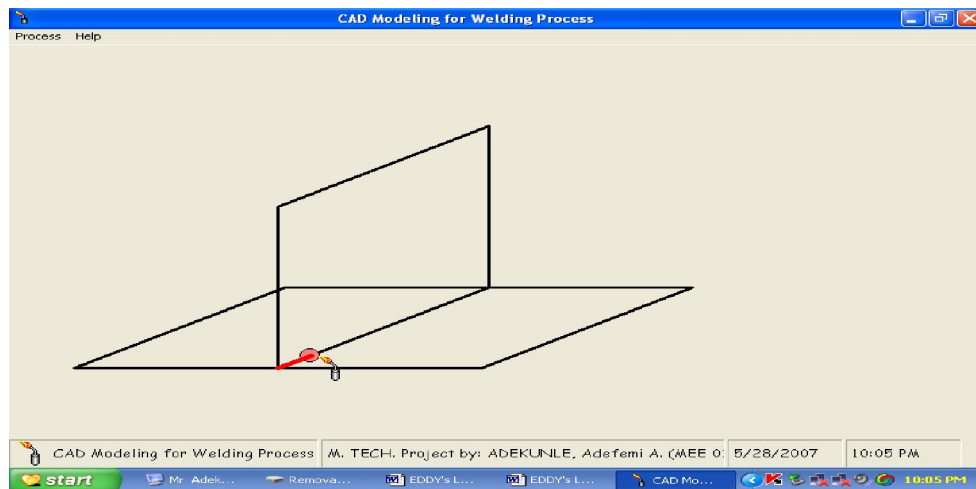 CAD Modeling for Welding Process
Process Help
CAD Modeling for Welding Process M. TECH. Project by: ADEKUNLE, Adefemi A. (MEE 0 5/28/2007 10:05 PM
start Mr Adek... Remova... EDDY's L... EDDY's L... CAD Mo... 10:05 PM